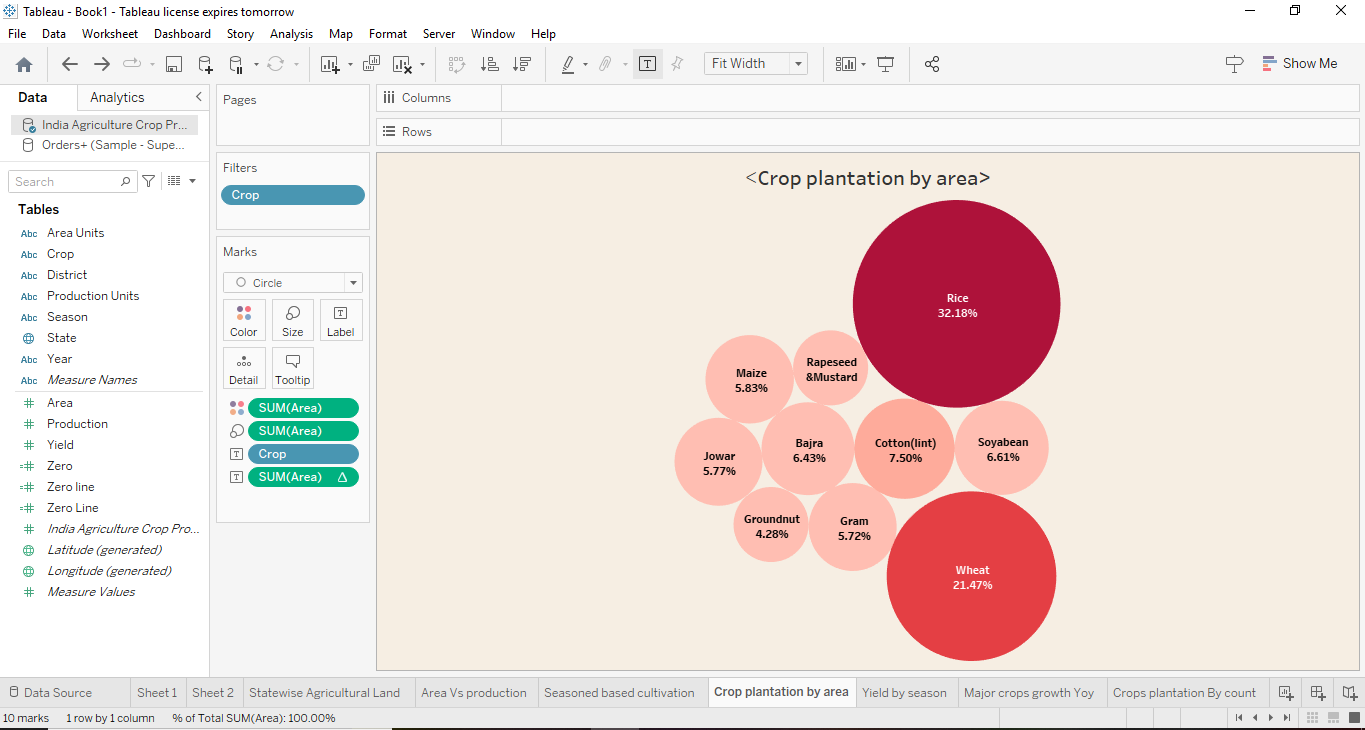 Tableau - Book1 - Tableau license expires tomorrow
File Data Worksheet Dashboard Story Analysis Map Format Server Window Help
Fit Width
Show Me
Data Analytics
India Agriculture Crop Pr...
Orders+ (Sample - Supe...
Search
Tables
Abc Area Units
Abc Crop
Abc District
Abc Production Units
Abc Season
State
Abc Year
Abc Measure Names
# Area
# Production
# Yield
=# Zero
=# Zero line
=# Zero Line
# India Agriculture Crop Pro...
Latitude (generated)
Longitude (generated)
# Measure Values
Pages
Filters
Crop
Marks
Circle
Color Size Label
Detail Tooltip
SUM(Area)
SUM(Area)
Crop
SUM(Area) △
Columns
Rows
<Crop plantation by area>
Rice
32.18%
Rapeseed
&Mustard
Maize
5.83%
Bajra
6.43%
Cotton(lint)
7.50%
Soyabean
6.61%
Jowar
5.77%
Groundnut
4.28%
Gram
5.72%
Wheat
21.47%
Data Source Sheet 1 Sheet 2 Statewise Agricultural Land Area Vs production Seasoned based cultivation Crop plantation by area Yield by season Major crops growth Yoy Crops plantation By count
10 marks 1 row by 1 column % of Total SUM(Area): 100.00%